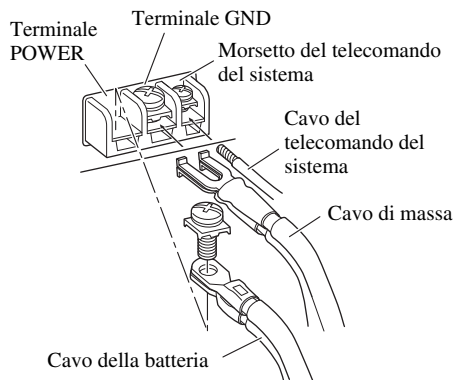 Terminale GND
Terminale
POWER
Morsetto del telecomando
del sistema
Cavo del
telecomando del
sistema
Cavo di massa
Cavo della batteria